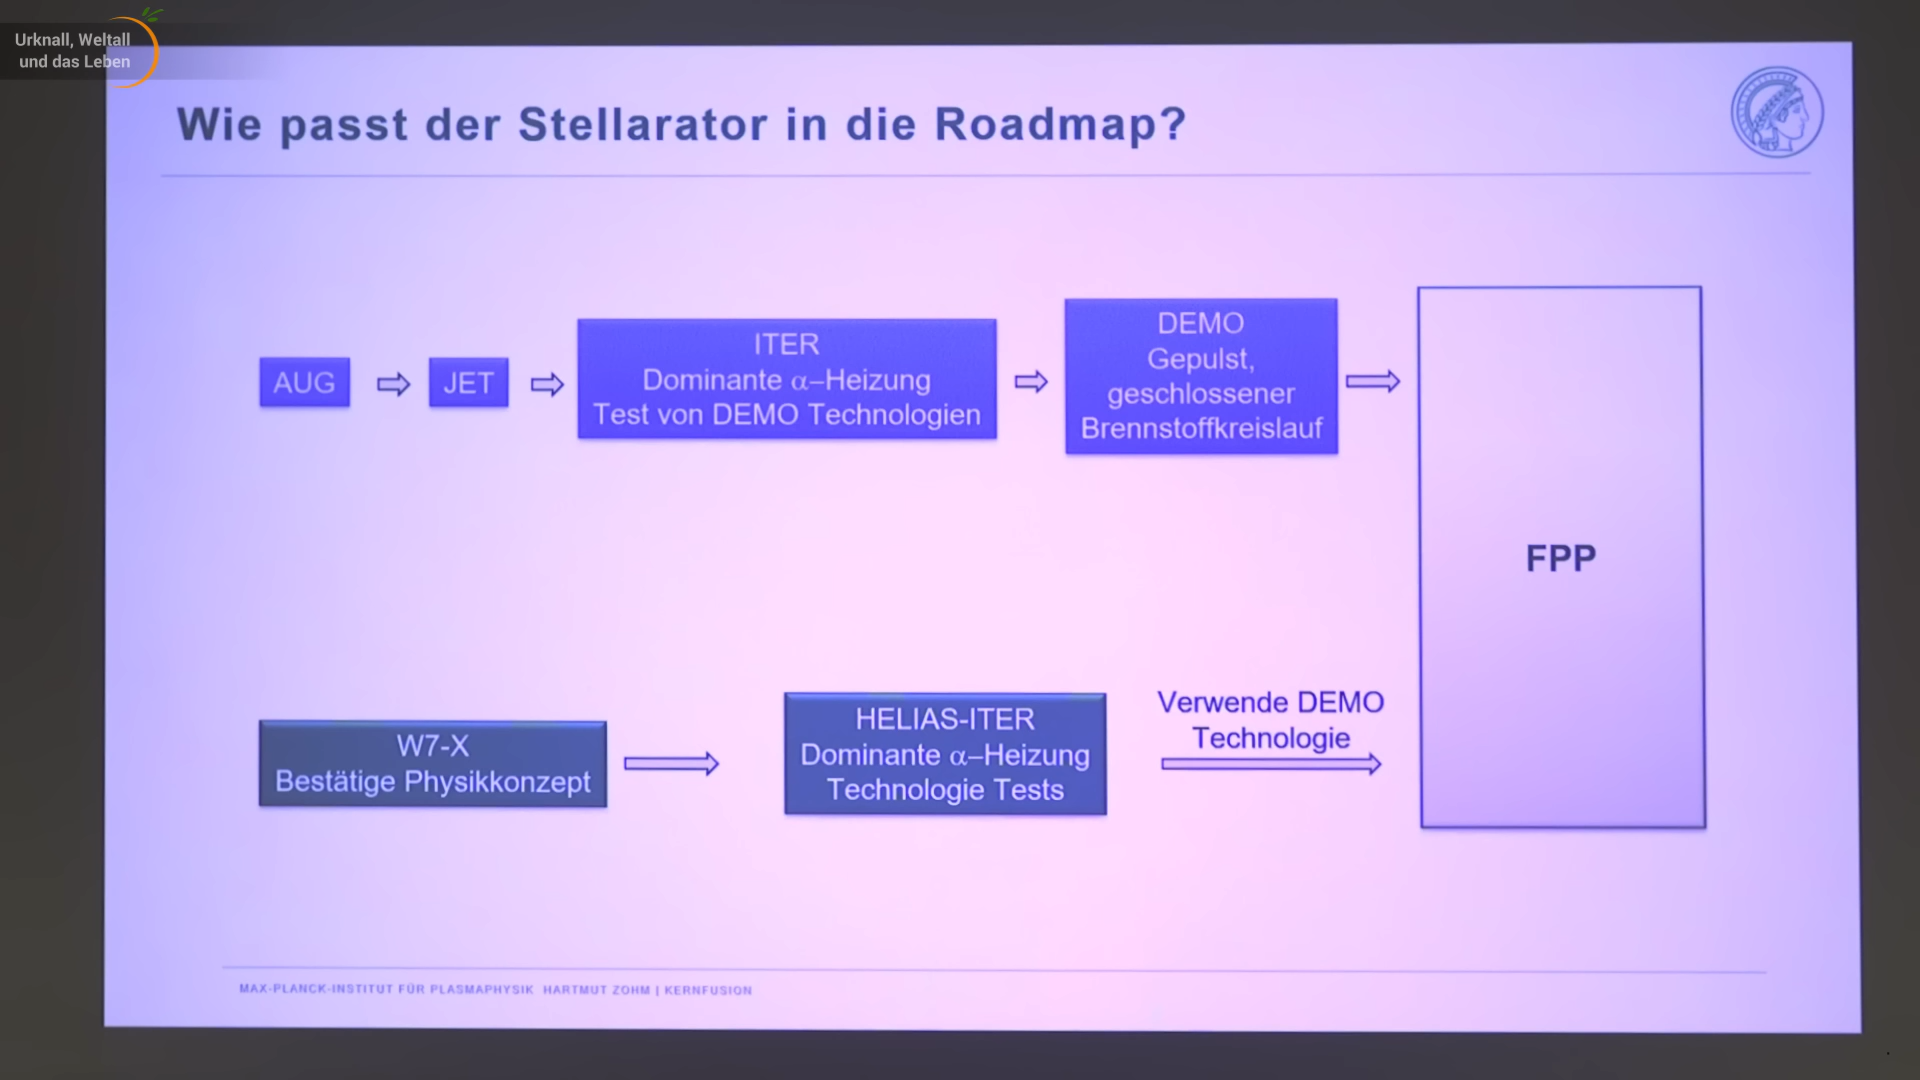 Urknall, Weltall
und das Leben
Wie passt der Stellarator in die Roadmap?
AUG
JET
ITER
Dominante α–Heizung
Test von DEMO Technologien
DEMO
Gepulst,
geschlossener
Brennstoffkreislauf
FPP
W7-X
Bestätige Physikkonzept
HELIAS-ITER
Dominante α–Heizung
Technologie Tests
Verwende DEMO
Technologie
MAX-PLANCK-INSTITUT FÜR PLASMAPHYSIK HARTMUT ZOHM | KERNFUSION